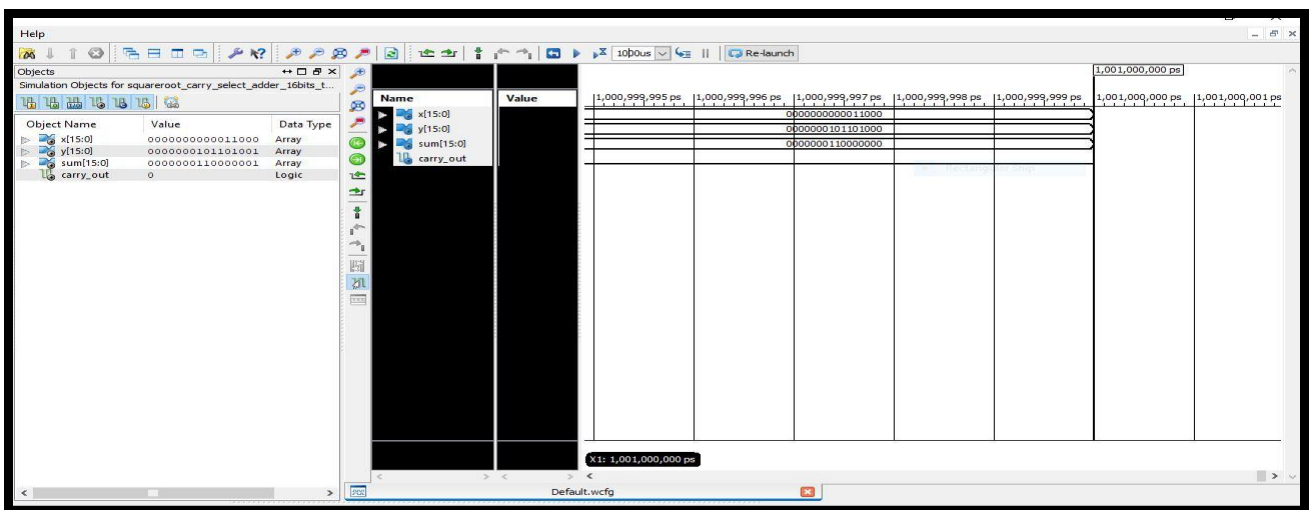 Help
1000us
Re-launch
Objects
Simulation Objects for squareroot_carry_select_adder_16bits_t...
Object Name Value Data Type
x[15:0] 0000000000011000 Array
y[15:0] 0000000101101001 Array
sum[15:0] 0000000110000001 Array
carry_out 0 Logic
Name Value
x[15:0]
y[15:0]
sum[15:0]
carry_out
1,001,000,000 ps
1,000,999,995 ps 1,000,999,996 ps 1,000,999,997 ps 1,000,999,998 ps 1,000,999,999 ps 1,001,000,000 ps 1,001,000,001 ps
0000000000011000
0000000101101000
0000000110000000
X1: 1,001,000,000 ps
Default.wcfg